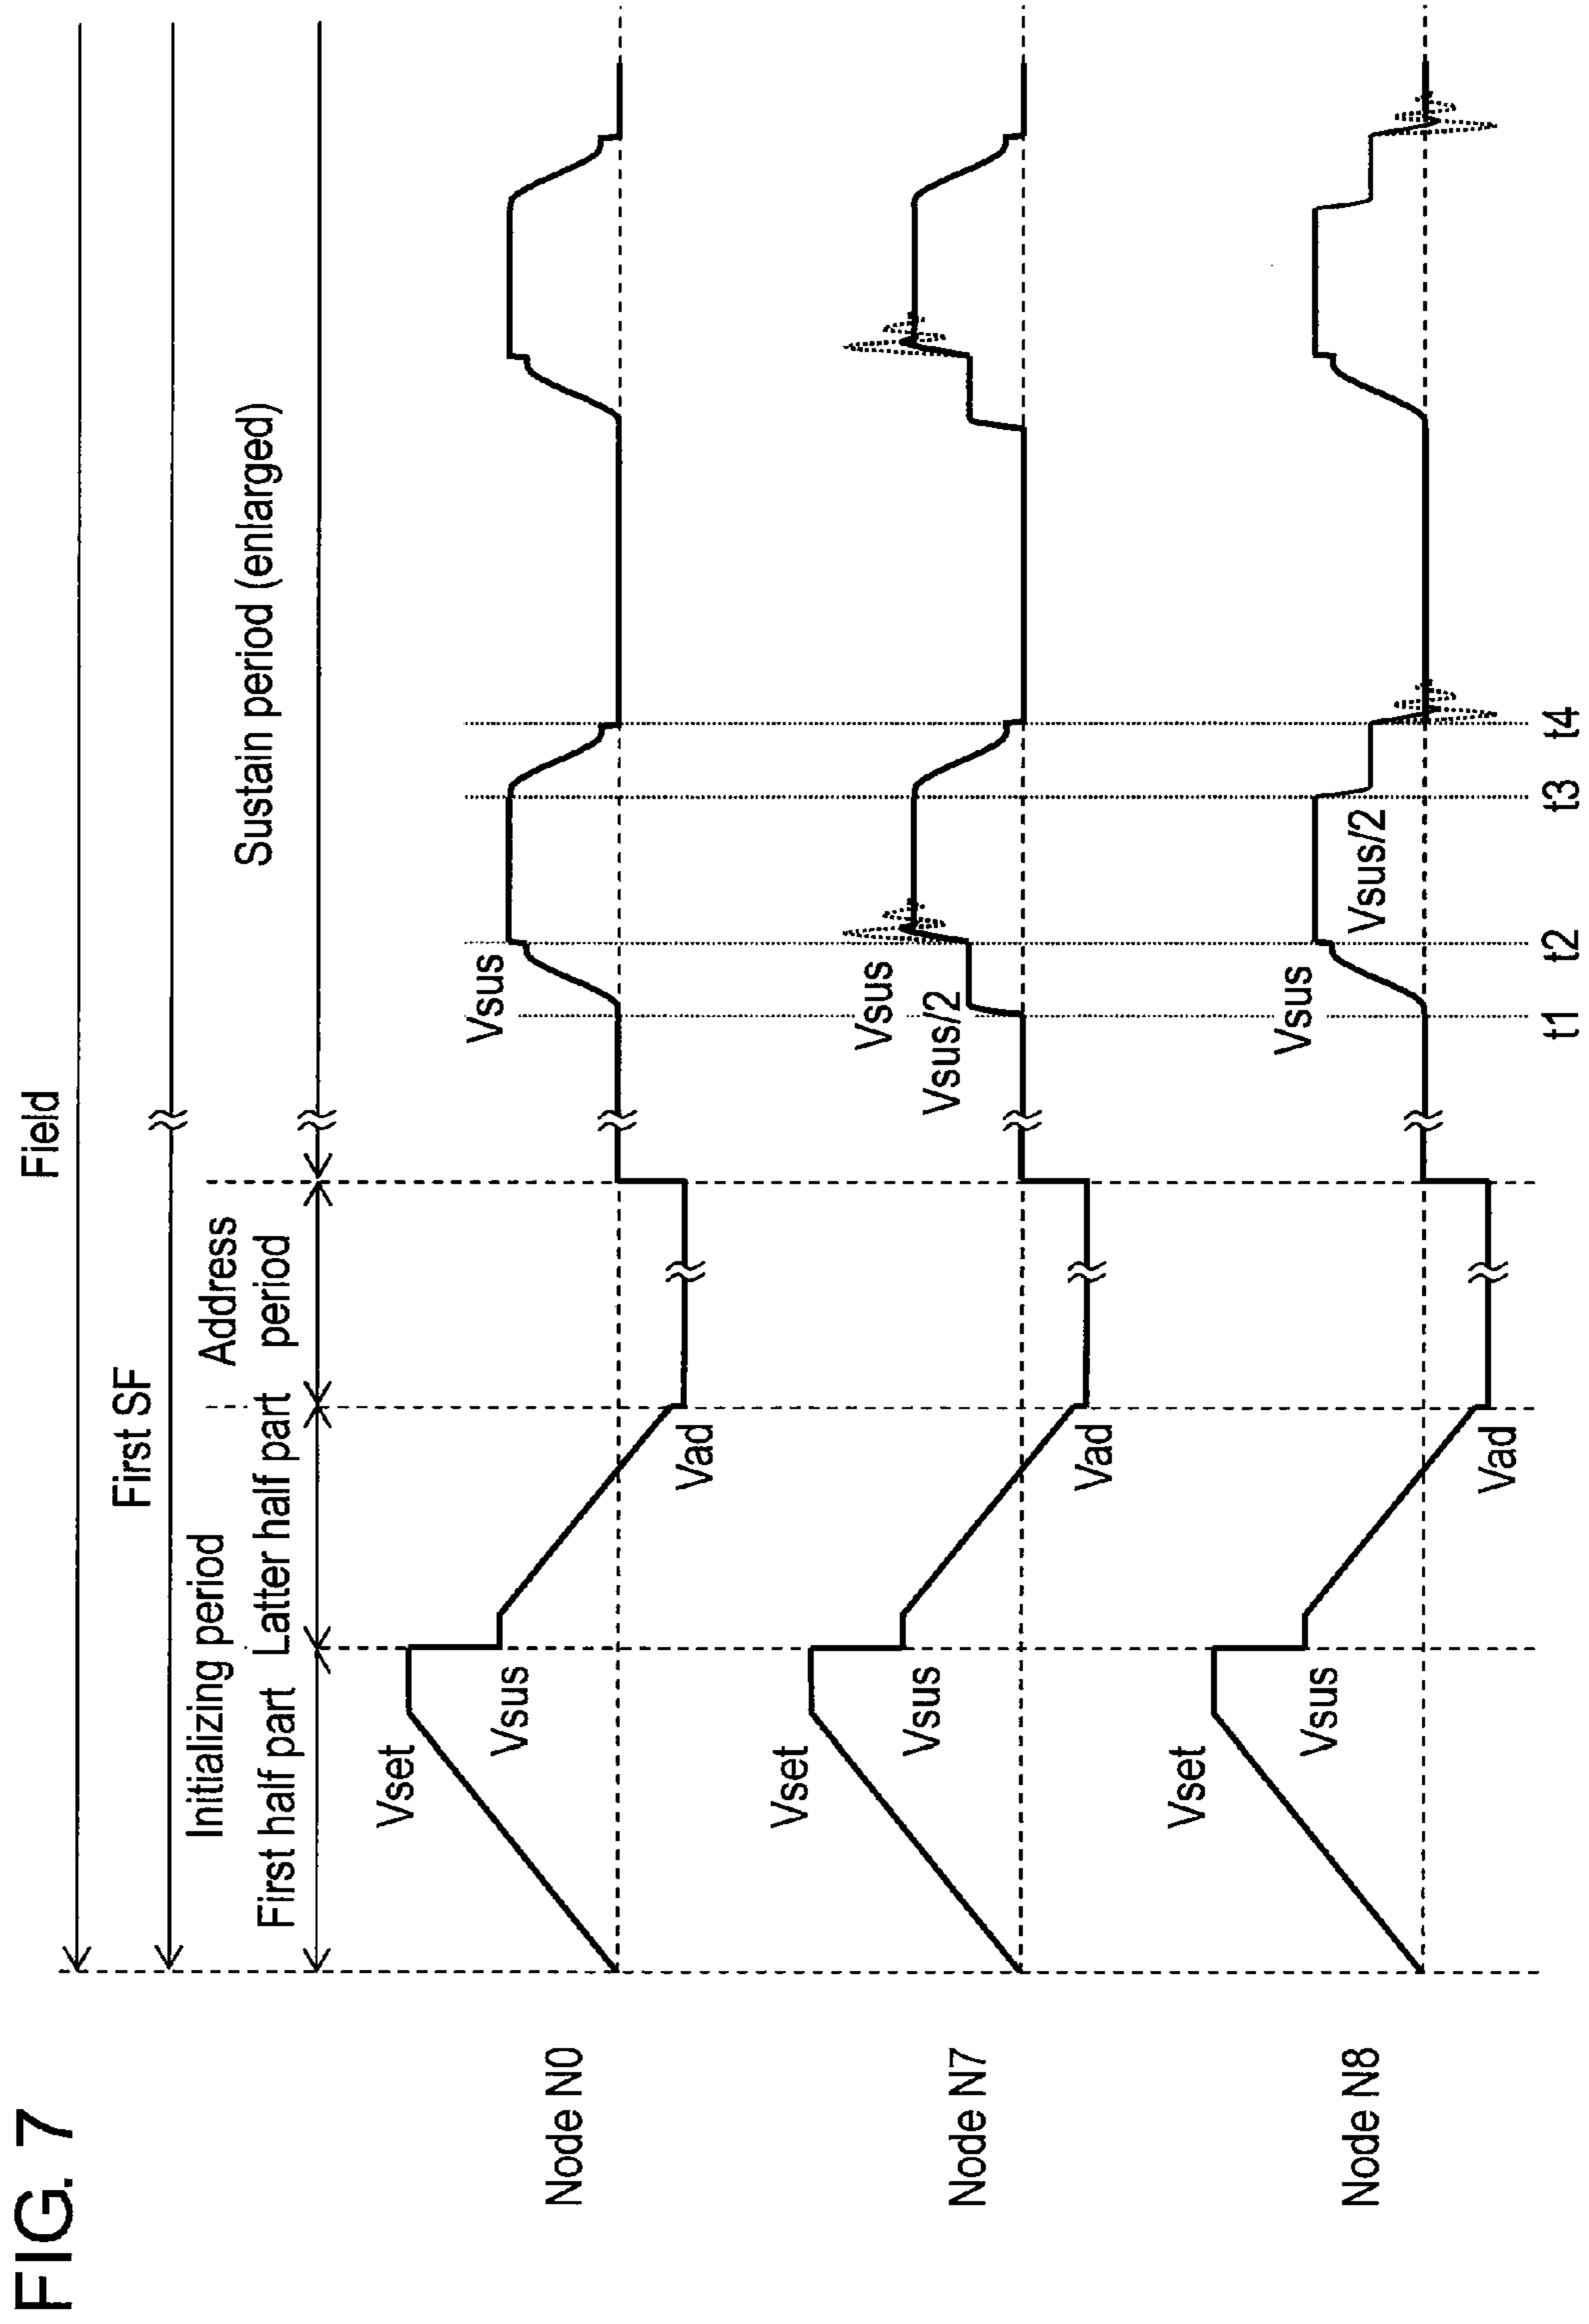 FIG. 7
Field
First SF
Initializing period
First half part
Latter half part
Address
period
Sustain period (enlarged)
Node N0
Vset
Vsus
Vad
Vsus
Node N7
Vset
Vsus
Vad
Vsus/2
Vsus
Node N8
Vset
Vsus
Vad
Vsus
Vsus/2
t1
t2
t3
t4